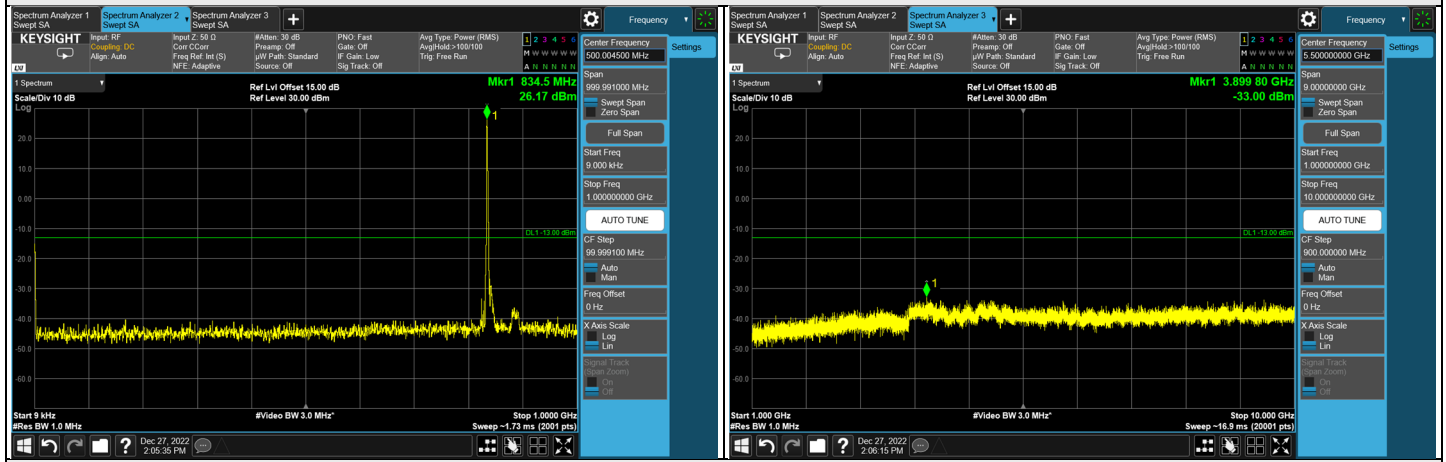 Spectrum Analyzer 1
Swept SA
Spectrum Analyzer 2
Swept SA
Spectrum Analyzer 3
Swept SA
KEYSIGHT
LXI
Input: RF
Coupling: DC
Align: Auto
Input Z: 50 Ω
Corr CCorr
Freq Ref: Int (S)
NFE: Adaptive
#Atten: 30 dB
Preamp: Off
µW Path: Standard
Source: Off
PNO: Fast
Gate: Off
IF Gain: Low
Sig Track: Off
Avg Type: Power (RMS)
Avg|Hold:>100/100
Trig: Free Run
1 2 3 4 5 6
M W W W W W
A N N N N N
1 Spectrum
Scale/Div 10 dB
Log
Ref Lvl Offset 15.00 dB
Ref Level 30.00 dBm
Mkr1 834.5 MHz
26.17 dBm
1
20.0
10.0
0.00
-10.0
-20.0
-30.0
-40.0
-50.0
-60.0
DL1 -13.00 dBm
Start 9 kHz
#Res BW 1.0 MHz
#Video BW 3.0 MHz*
Stop 1.0000 GHz
Sweep ~1.73 ms (2001 pts)
Dec 27, 2022
2:05:35 PM
Frequency
Settings
Center Frequency
500.004500 MHz
Span
999.991000 MHz
Swept Span
Zero Span
Full Span
Start Freq
9.000 kHz
Stop Freq
1.000000000 GHz
AUTO TUNE
CF Step
99.999100 MHz
Auto
Man
Freq Offset
0 Hz
X Axis Scale
Log
Lin
Signal Track
(Span Zoom)
On
Off
Spectrum Analyzer 1
Swept SA
Spectrum Analyzer 2
Swept SA
Spectrum Analyzer 3
Swept SA
KEYSIGHT
LXI
Input: RF
Coupling: DC
Align: Auto
Input Z: 50 Ω
Corr CCorr
Freq Ref: Int (S)
NFE: Adaptive
#Atten: 30 dB
Preamp: Off
µW Path: Standard
Source: Off
PNO: Fast
Gate: Off
IF Gain: Low
Sig Track: Off
Avg Type: Power (RMS)
Avg|Hold:>100/100
Trig: Free Run
1 2 3 4 5 6
M W W W W W
A N N N N N
1 Spectrum
Scale/Div 10 dB
Log
Ref Lvl Offset 15.00 dB
Ref Level 30.00 dBm
Mkr1 3.899 80 GHz
-33.00 dBm
1
20.0
10.0
0.00
-10.0
-20.0
-30.0
-40.0
-50.0
-60.0
DL1 -13.00 dBm
Start 1.000 GHz
#Res BW 1.0 MHz
#Video BW 3.0 MHz*
Stop 10.000 GHz
Sweep ~16.9 ms (20001 pts)
Dec 27, 2022
2:06:15 PM
Frequency
Settings
Center Frequency
5.500000000 GHz
Span
9.00000000 GHz
Swept Span
Zero Span
Full Span
Start Freq
1.000000000 GHz
Stop Freq
10.000000000 GHz
AUTO TUNE
CF Step
900.000000 MHz
Auto
Man
Freq Offset
0 Hz
X Axis Scale
Log
Lin
Signal Track
(Span Zoom)
On
Off